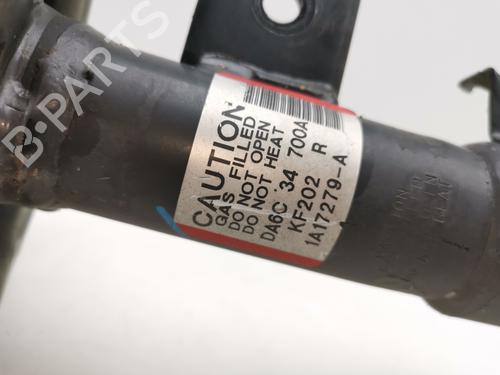 CAUTION
GAS FILLED
DO NOT OPEN
DO NOT HEAT
DA6C 34 700A
KF202 R
1A17279-A
B-PARTS